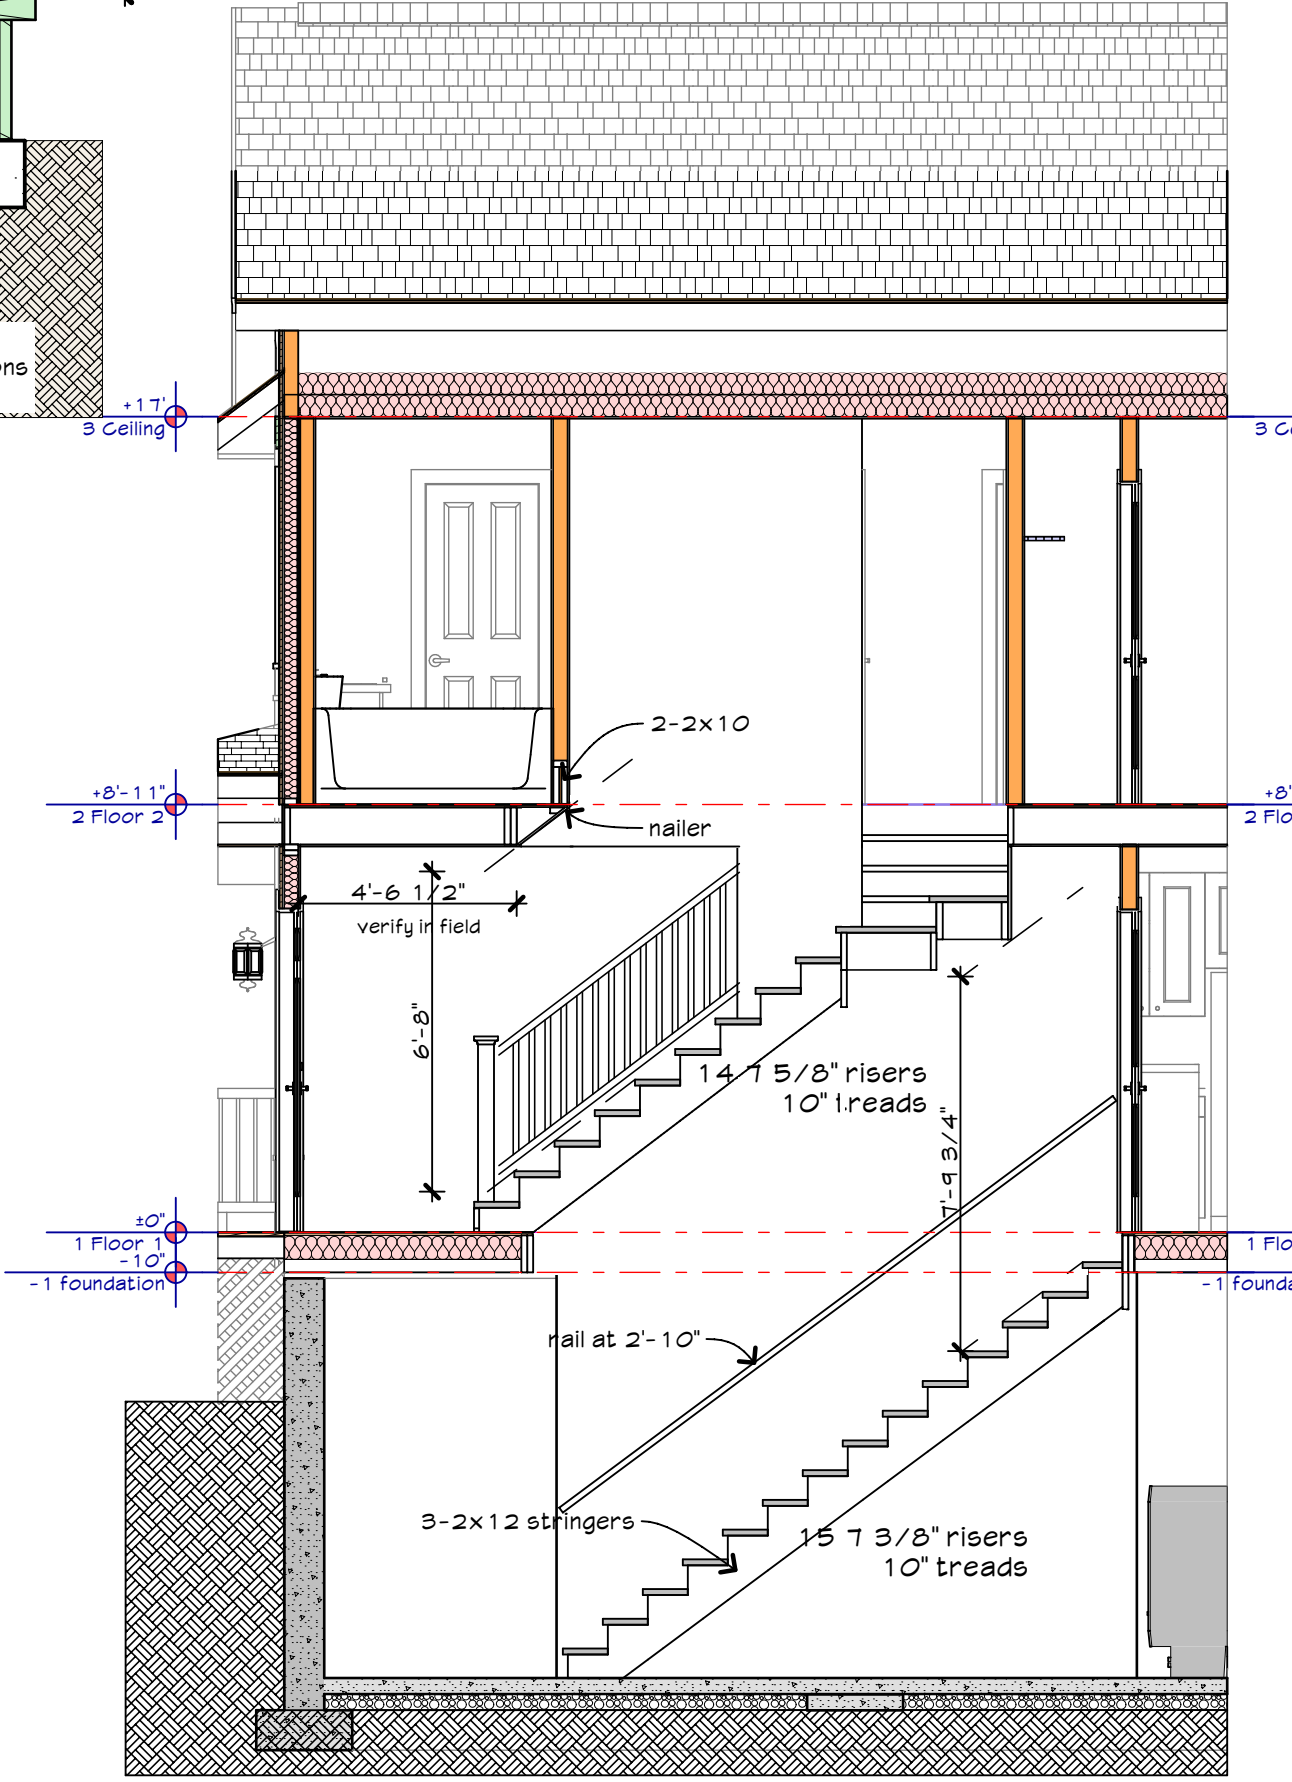 ons
+17'
3 Ceiling
3 Ce
2-2x10
+8'-11"
2 Floor 2
+8'
2 Flo
nailer
4'-6 1/2"
verify in field
6'-8"
14 7 5/8" risers
10" treads
7'-9 3/4"
±0"
1 Floor 1
1 Flo
-10"
-1 foundation
-1 founda
rail at 2'-10"
3-2x12 stringers
15 7 3/8" risers
10" treads